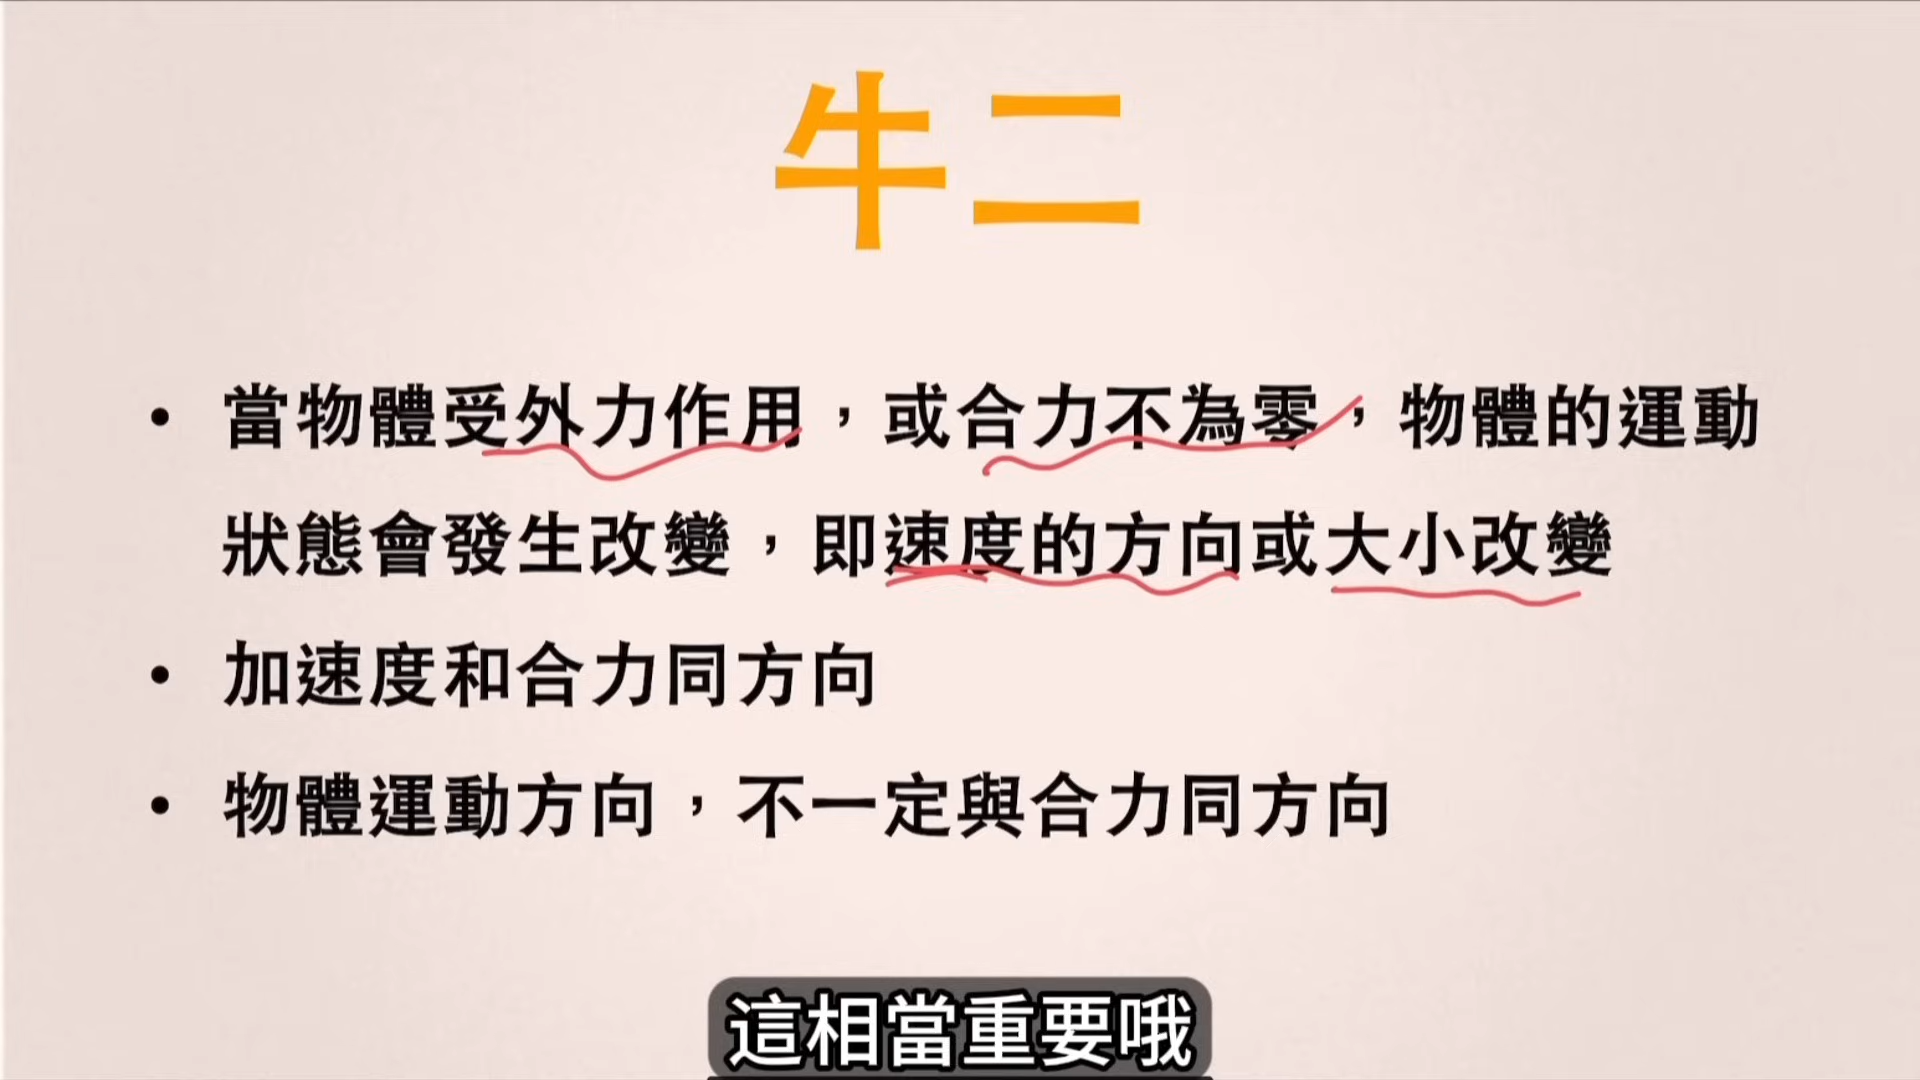 牛二
• 當物體受外力作用，或合力不為零，物體的運動
狀態會發生改變，即速度的方向或大小改變
• 加速度和合力同方向
• 物體運動方向，不一定與合力同方向
這相當重要哦